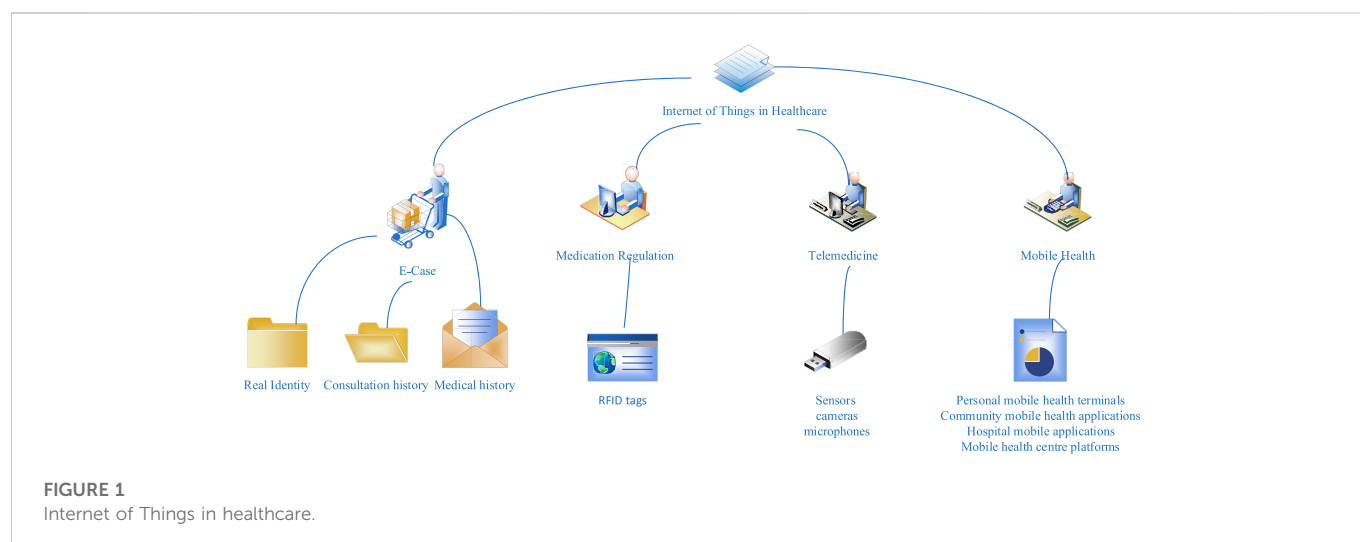 Internet of Things in Healthcare
Medication Regulation
Telemedicine
Mobile Health
E-Case
Real Identity
Consultation history
Medical history
RFID tags
Sensors
cameras
microphones
Personal mobile health terminals
Community mobile health applications
Hospital mobile applications
Mobile health centre platforms
FIGURE 1
Internet of Things in healthcare.